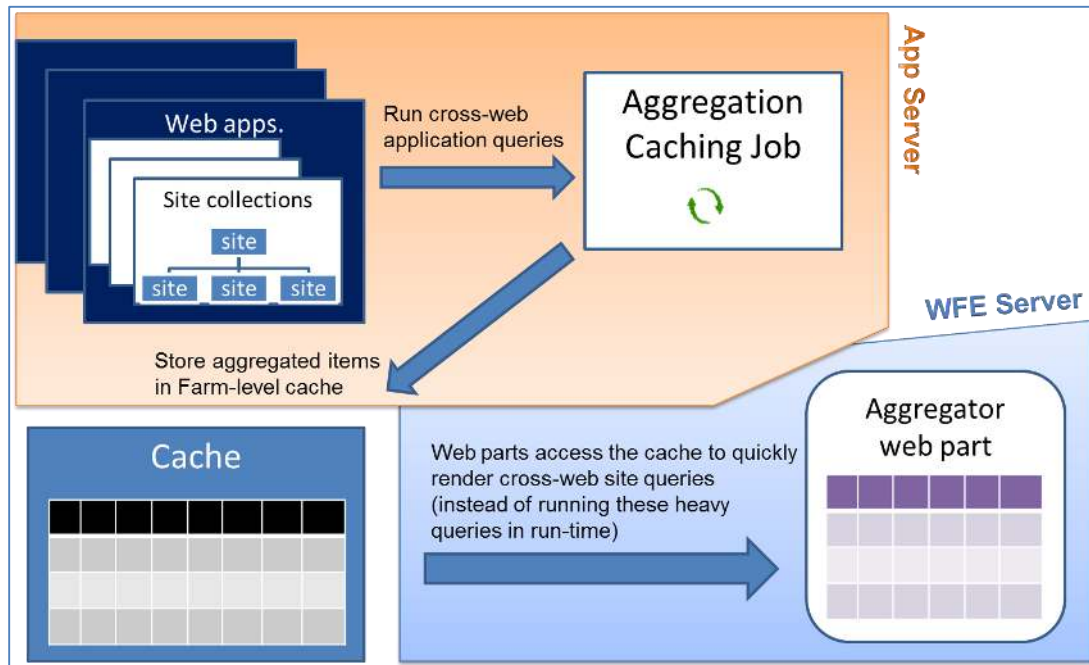 App Server
Web apps.
Site collections
site
site
site
site
Run cross-web
application queries
Aggregation
Caching Job
WFE Server
Store aggregated items
in Farm-level cache
Cache
Web parts access the cache to quickly
render cross-web site queries
(instead of running these heavy
queries in run-time)
Aggregator
web part